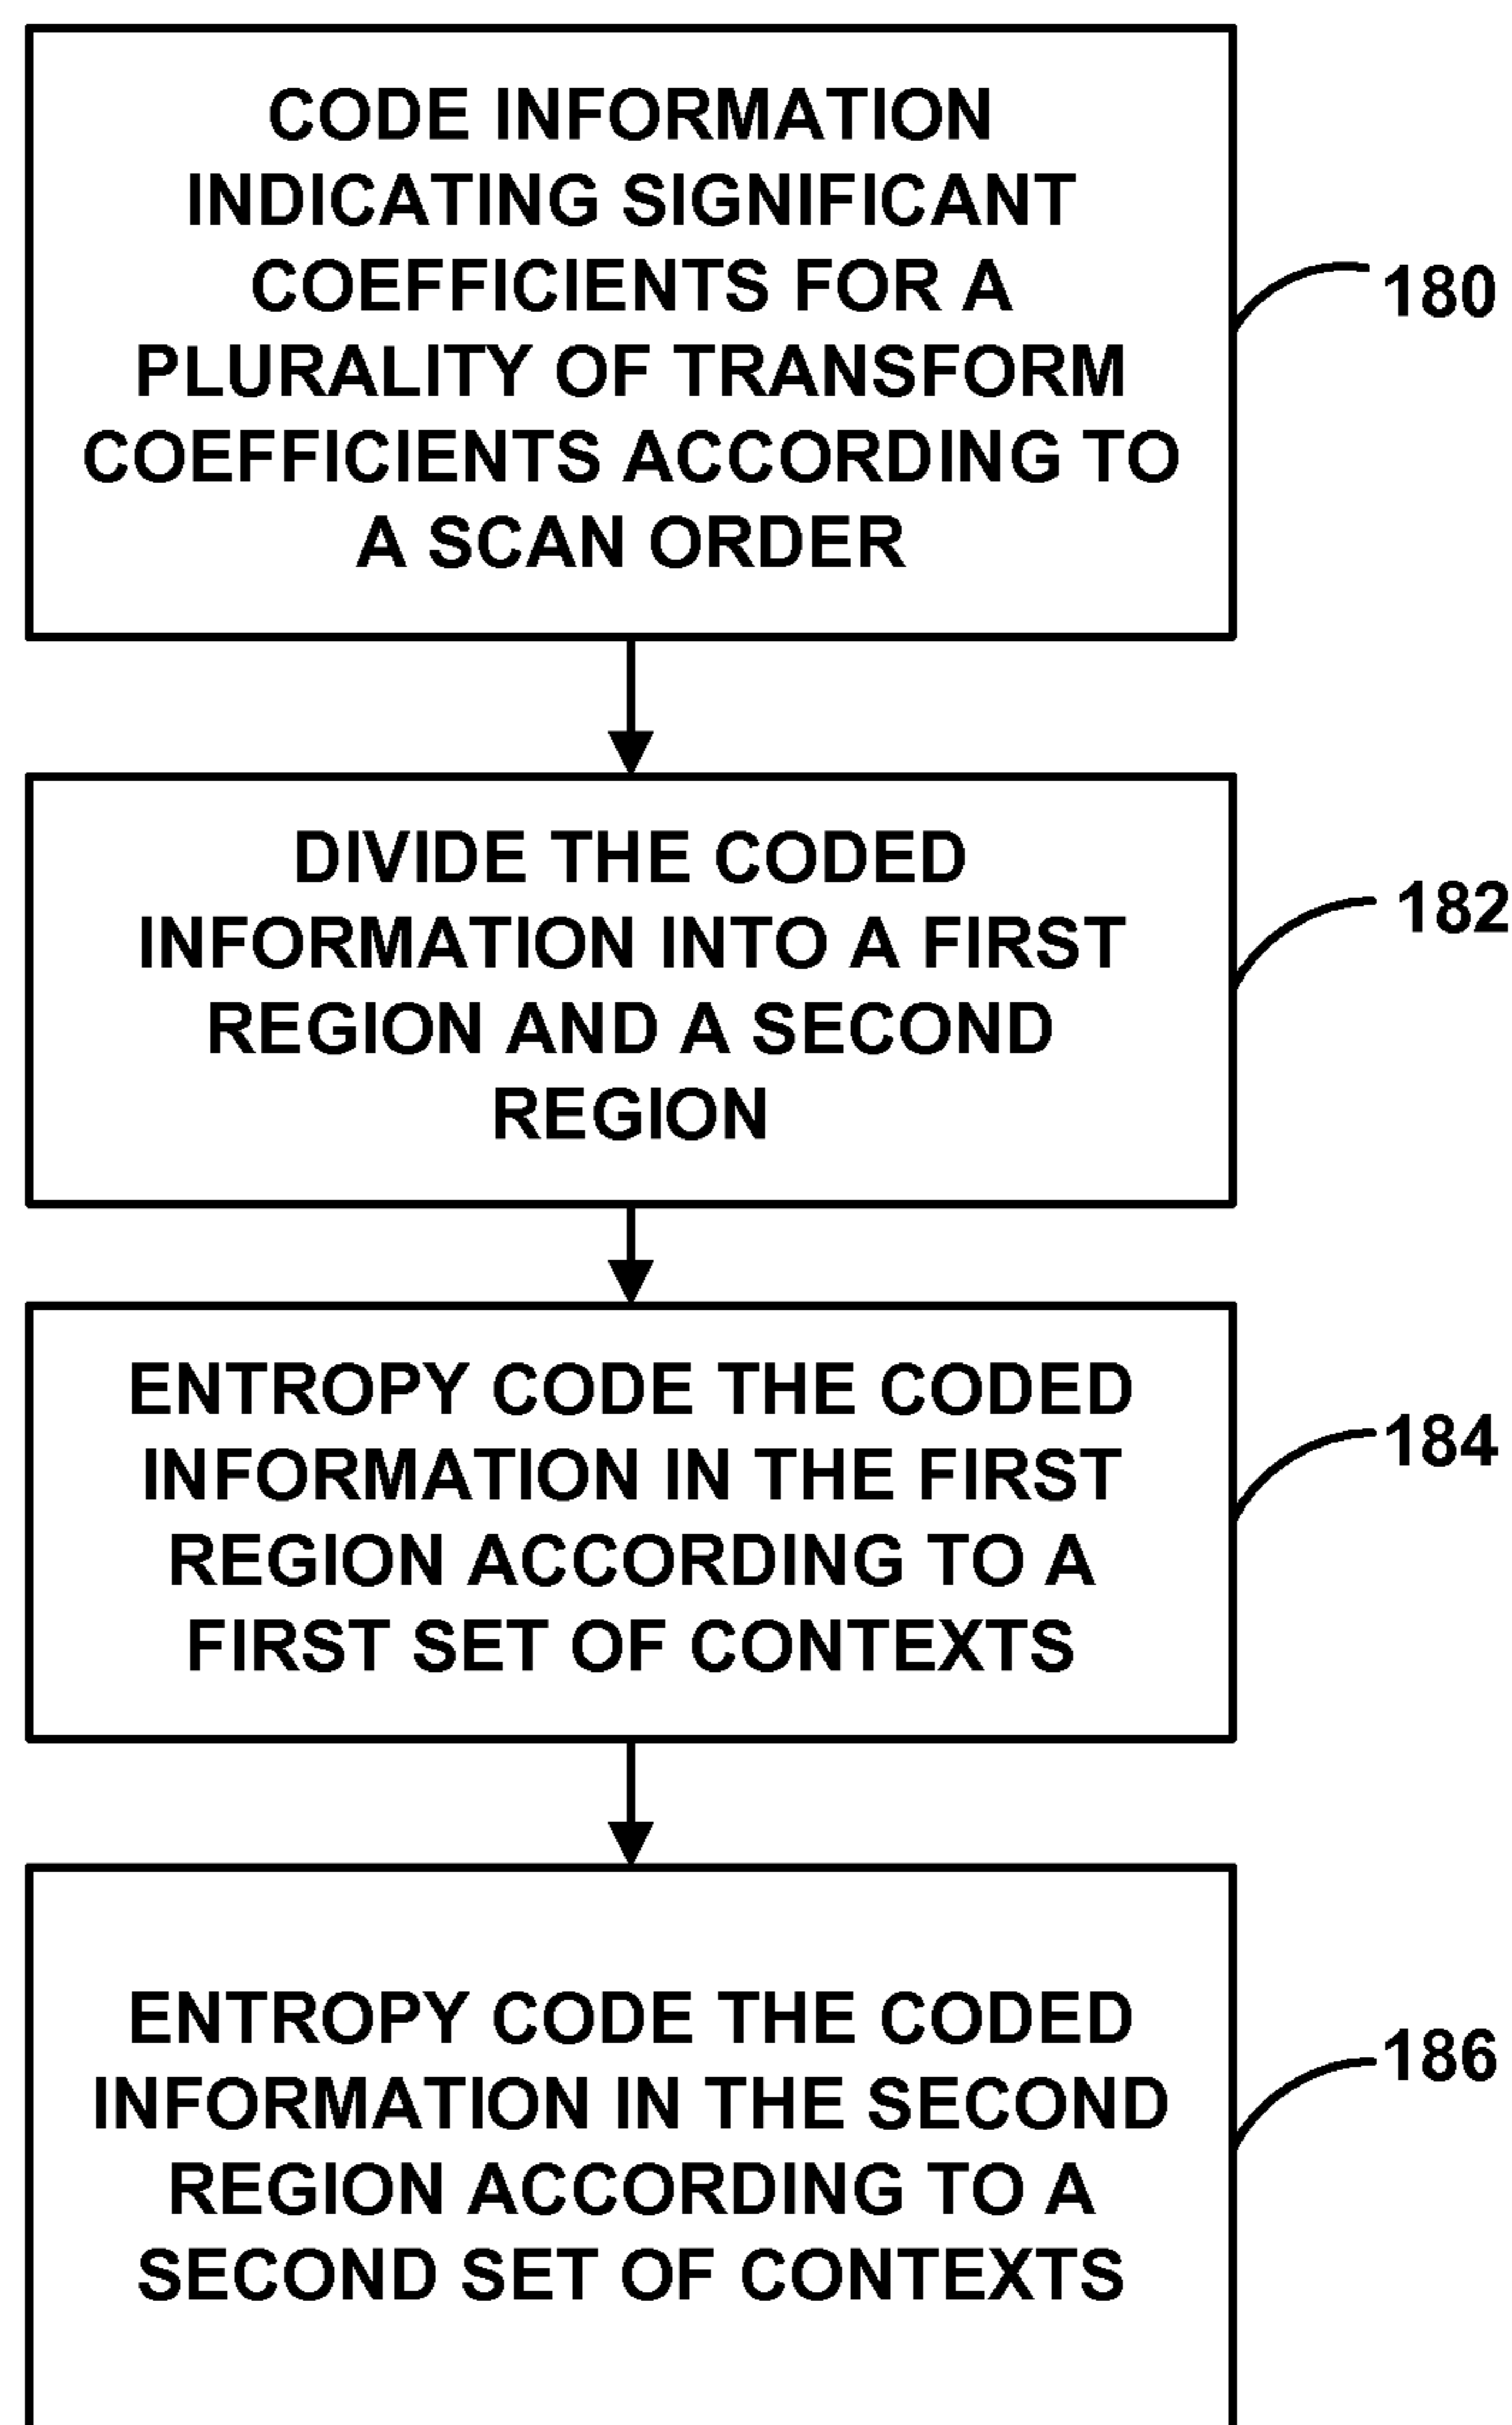 CODE INFORMATION
INDICATING SIGNIFICANT
COEFFICIENTS FOR A
PLURALITY OF TRANSFORM
COEFFICIENTS ACCORDING TO
A SCAN ORDER
180
DIVIDE THE CODED
INFORMATION INTO A FIRST
REGION AND A SECOND
REGION
182
ENTROPY CODE THE CODED
INFORMATION IN THE FIRST
REGION ACCORDING TO A
FIRST SET OF CONTEXTS
184
ENTROPY CODE THE CODED
INFORMATION IN THE SECOND
REGION ACCORDING TO A
SECOND SET OF CONTEXTS
186